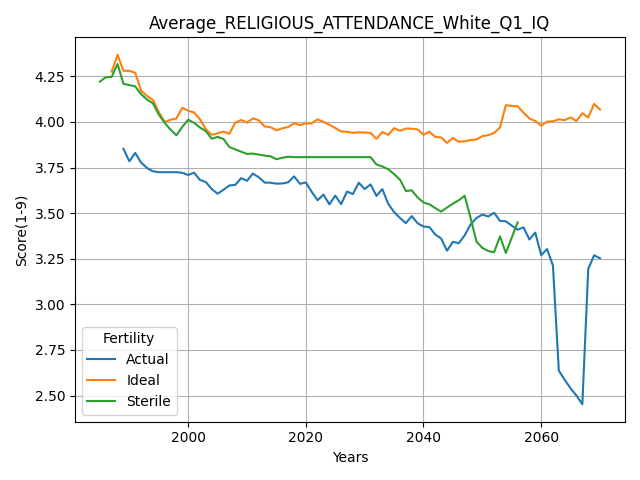 Average_RELIGIOUS_ATTENDANCE_White_Q1_IQ
Score(1-9)
4.25
4.00
3.75
3.50
3.25
3.00
2.75
2.50
Fertility
Actual
Ideal
Sterile
2000
2020
2040
2060
Years